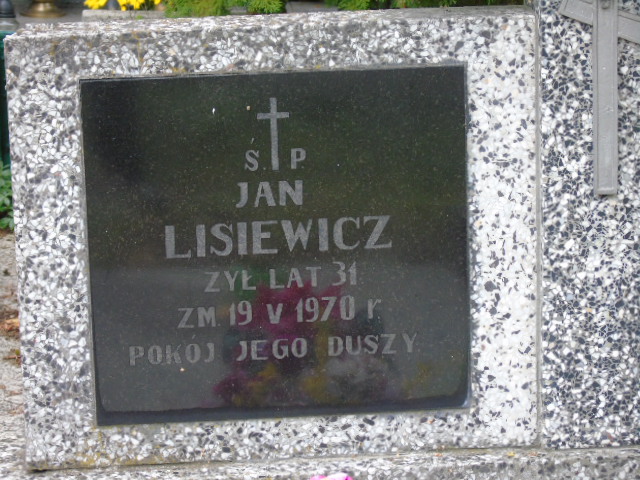 Ś P
JAN
LISIEWICZ
ŻYŁ LAT 31
ZM. 19 V 1970 r.
POKÓJ JEGO DUSZY